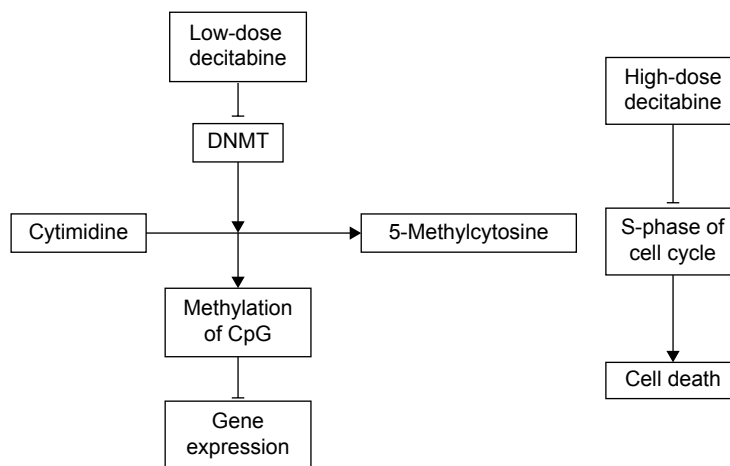 Low-dose
decitabine
High-dose
decitabine
DNMT
Cytimidine
5-Methylcytosine
S-phase of
cell cycle
Methylation
of CpG
Cell death
Gene
expression